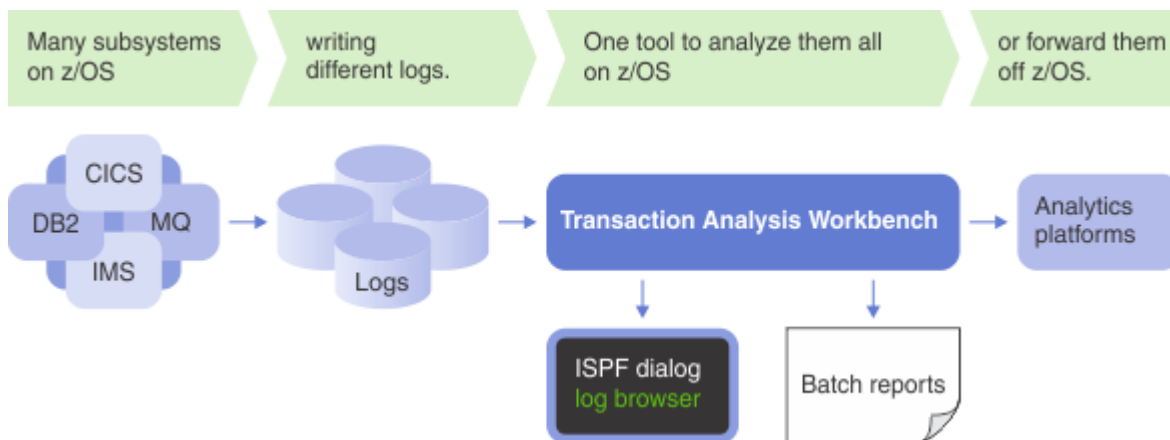 Many subsystems
on z/OS
writing
different logs.
One tool to analyze them all
on z/OS
or forward them
off z/OS.
CICS
DB2
MQ
IMS
Logs
Transaction Analysis Workbench
Analytics
platforms
ISPF dialog
log browser
Batch reports